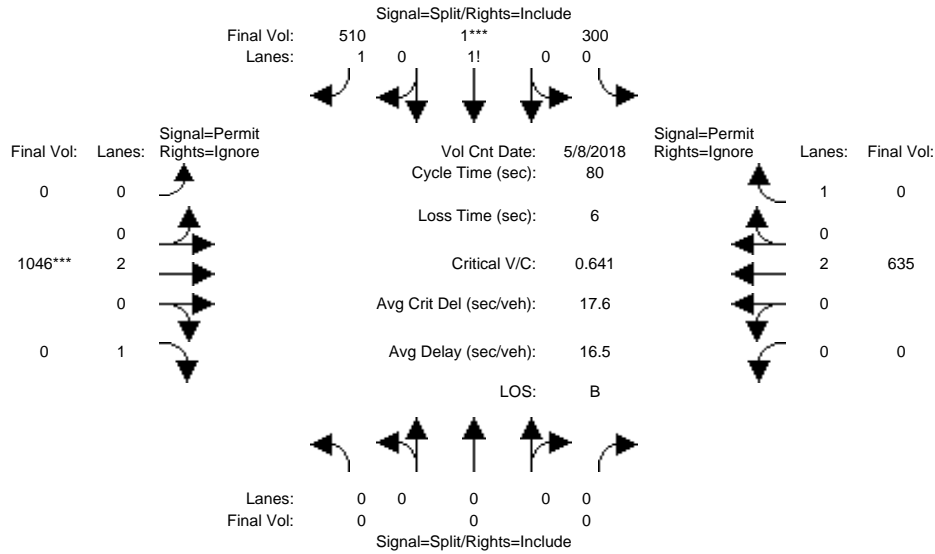 Signal=Split/Rights=Include
Final Vol: 510 1*** 300
Lanes: 1 0 1! 0 0
Signal=Permit Signal=Permit
Final Vol: Lanes: Rights=Ignore Vol Cnt Date: 5/8/2018 Rights=Ignore Lanes: Final Vol:
Cycle Time (sec): 80
0 0 1 0
Loss Time (sec): 6
0 0
1046*** 2 Critical V/C: 0.641 2 635
0 Avg Crit Del (sec/veh): 17.6 0
0 1 Avg Delay (sec/veh): 16.5 0 0
LOS: B
Lanes: 0 0 0 0 0
Final Vol: 0 0 0
Signal=Split/Rights=Include